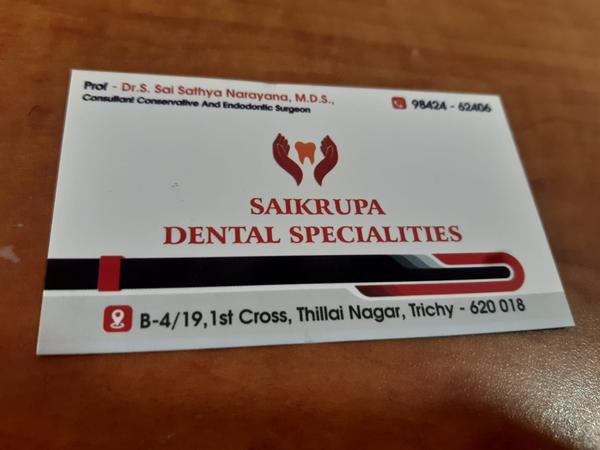 Prof - Dr.S. Sai Sathya Narayana, M.D.S.,
Consultant Conservative And Endodontic Surgeon
98424 - 62406
SAIKRUPA
DENTAL SPECIALITIES
B-4/19,1st Cross, Thillai Nagar, Trichy - 620 018